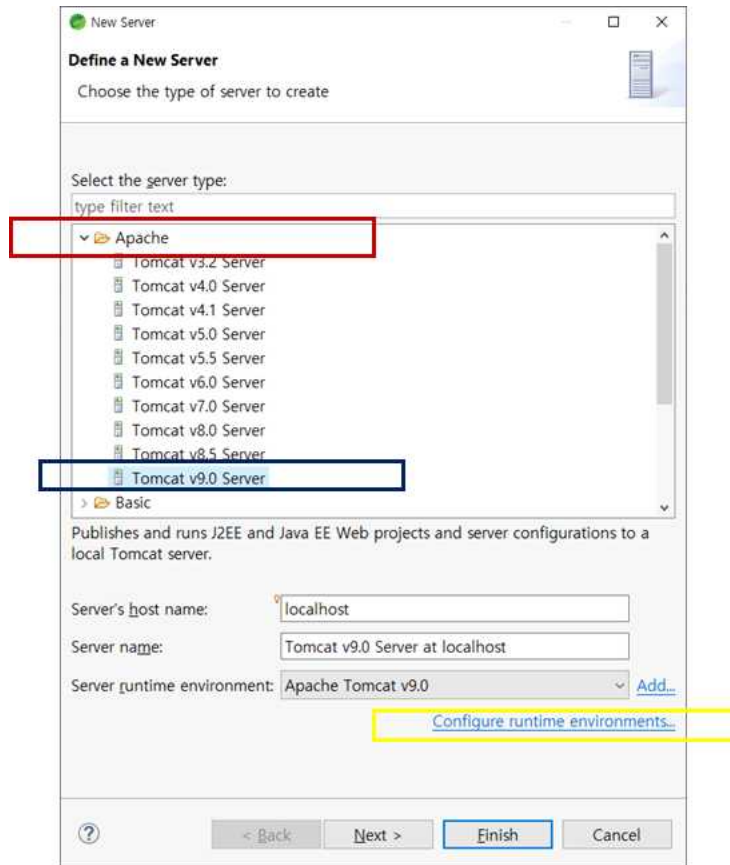 New Server
Define a New Server
Choose the type of server to create
Select the server type:
type filter text
Apache
Tomcat v3.2 Server
Tomcat v4.0 Server
Tomcat v4.1 Server
Tomcat v5.0 Server
Tomcat v5.5 Server
Tomcat v6.0 Server
Tomcat v7.0 Server
Tomcat v8.0 Server
Tomcat v8.5 Server
Tomcat v9.0 Server
Basic
Publishes and runs J2EE and Java EE Web projects and server configurations to a
local Tomcat server.
Server's host name: localhost
Server name: Tomcat v9.0 Server at localhost
Server runtime environment: Apache Tomcat v9.0 Add...
Configure runtime environments...
? < Back Next > Finish Cancel